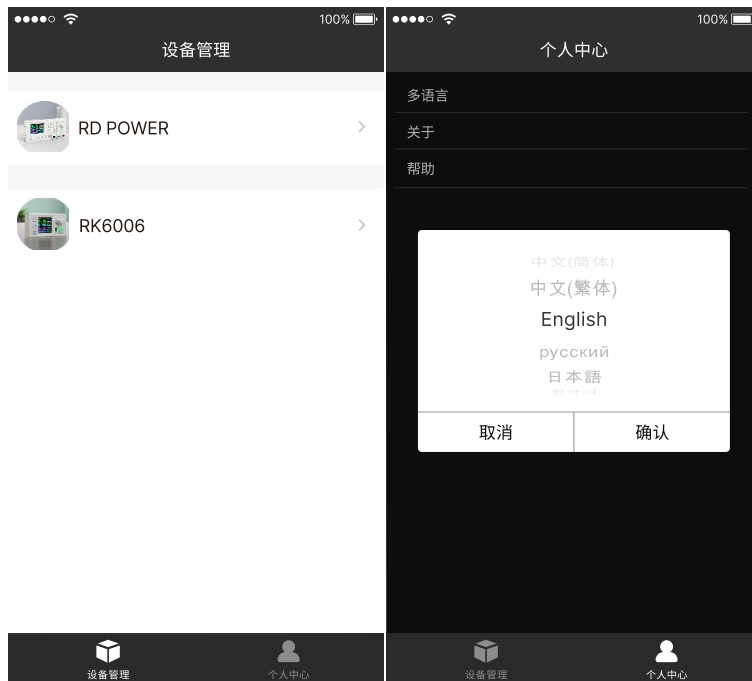 100%
设备管理
RD POWER
RK6006
设备管理
个人中心
100%
个人中心
多语言
关于
帮助
中文(简体)
中文(繁体)
English
русский
日本語
取消
确认
设备管理
个人中心